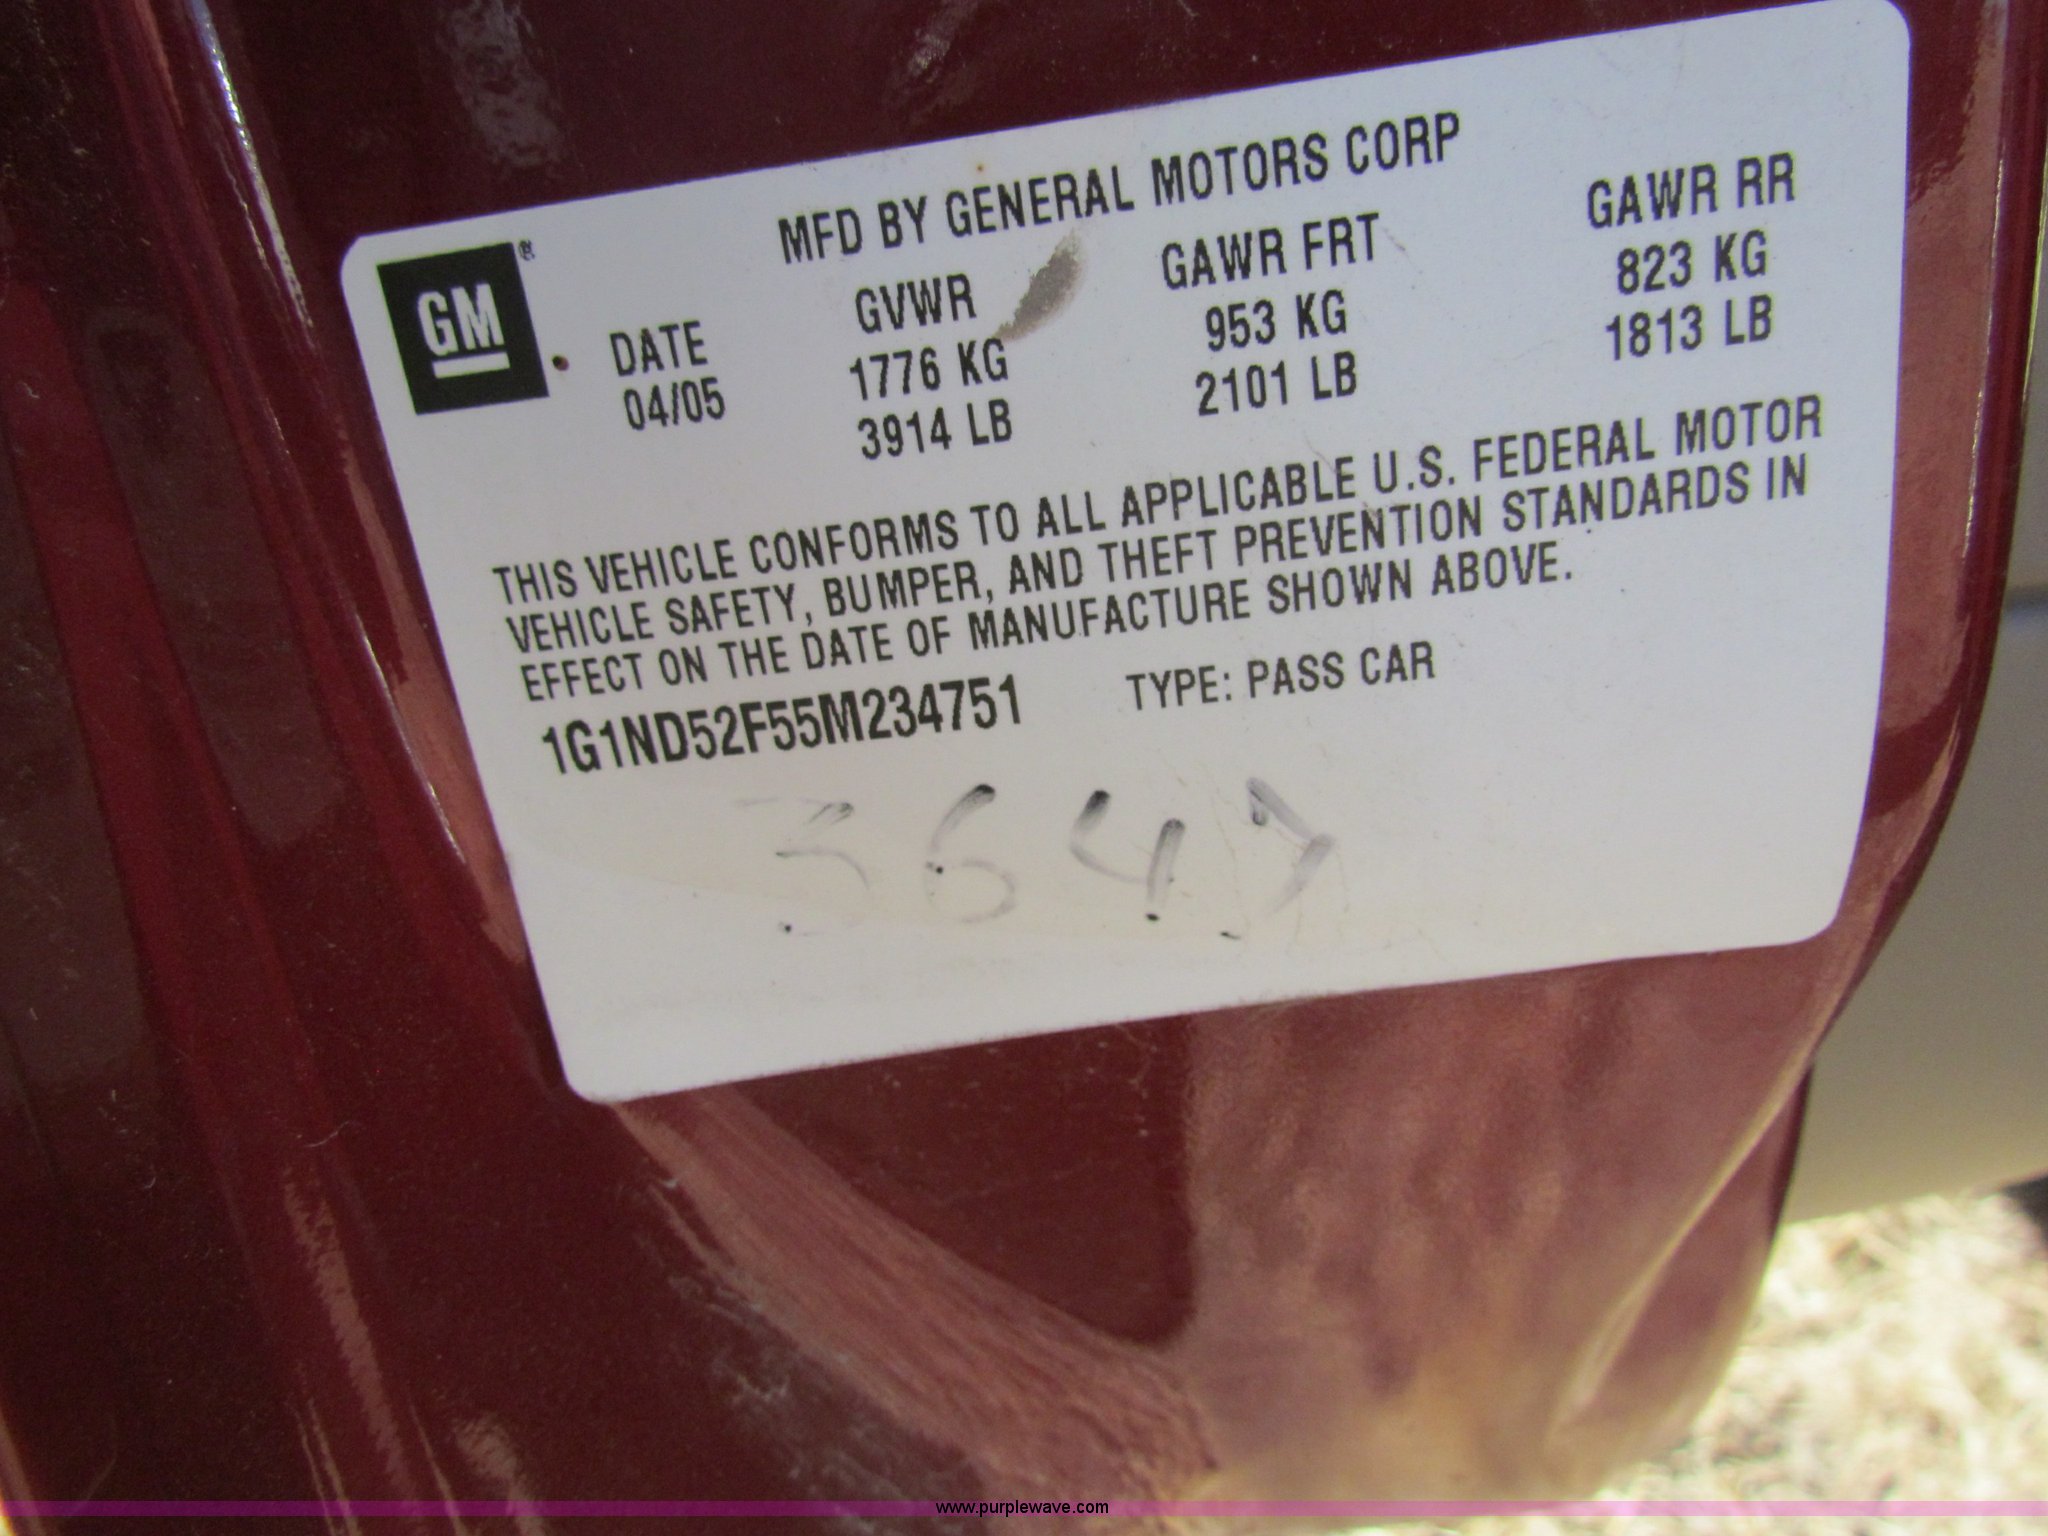 GM ®
MFD BY GENERAL MOTORS CORP
DATE GVWR GAWR FRT GAWR RR
04/05 1776 KG 953 KG 823 KG
3914 LB 2101 LB 1813 LB
THIS VEHICLE CONFORMS TO ALL APPLICABLE U.S. FEDERAL MOTOR
VEHICLE SAFETY, BUMPER, AND THEFT PREVENTION STANDARDS IN
EFFECT ON THE DATE OF MANUFACTURE SHOWN ABOVE.
1G1ND52F55M234751 TYPE: PASS CAR
www.purplewave.com